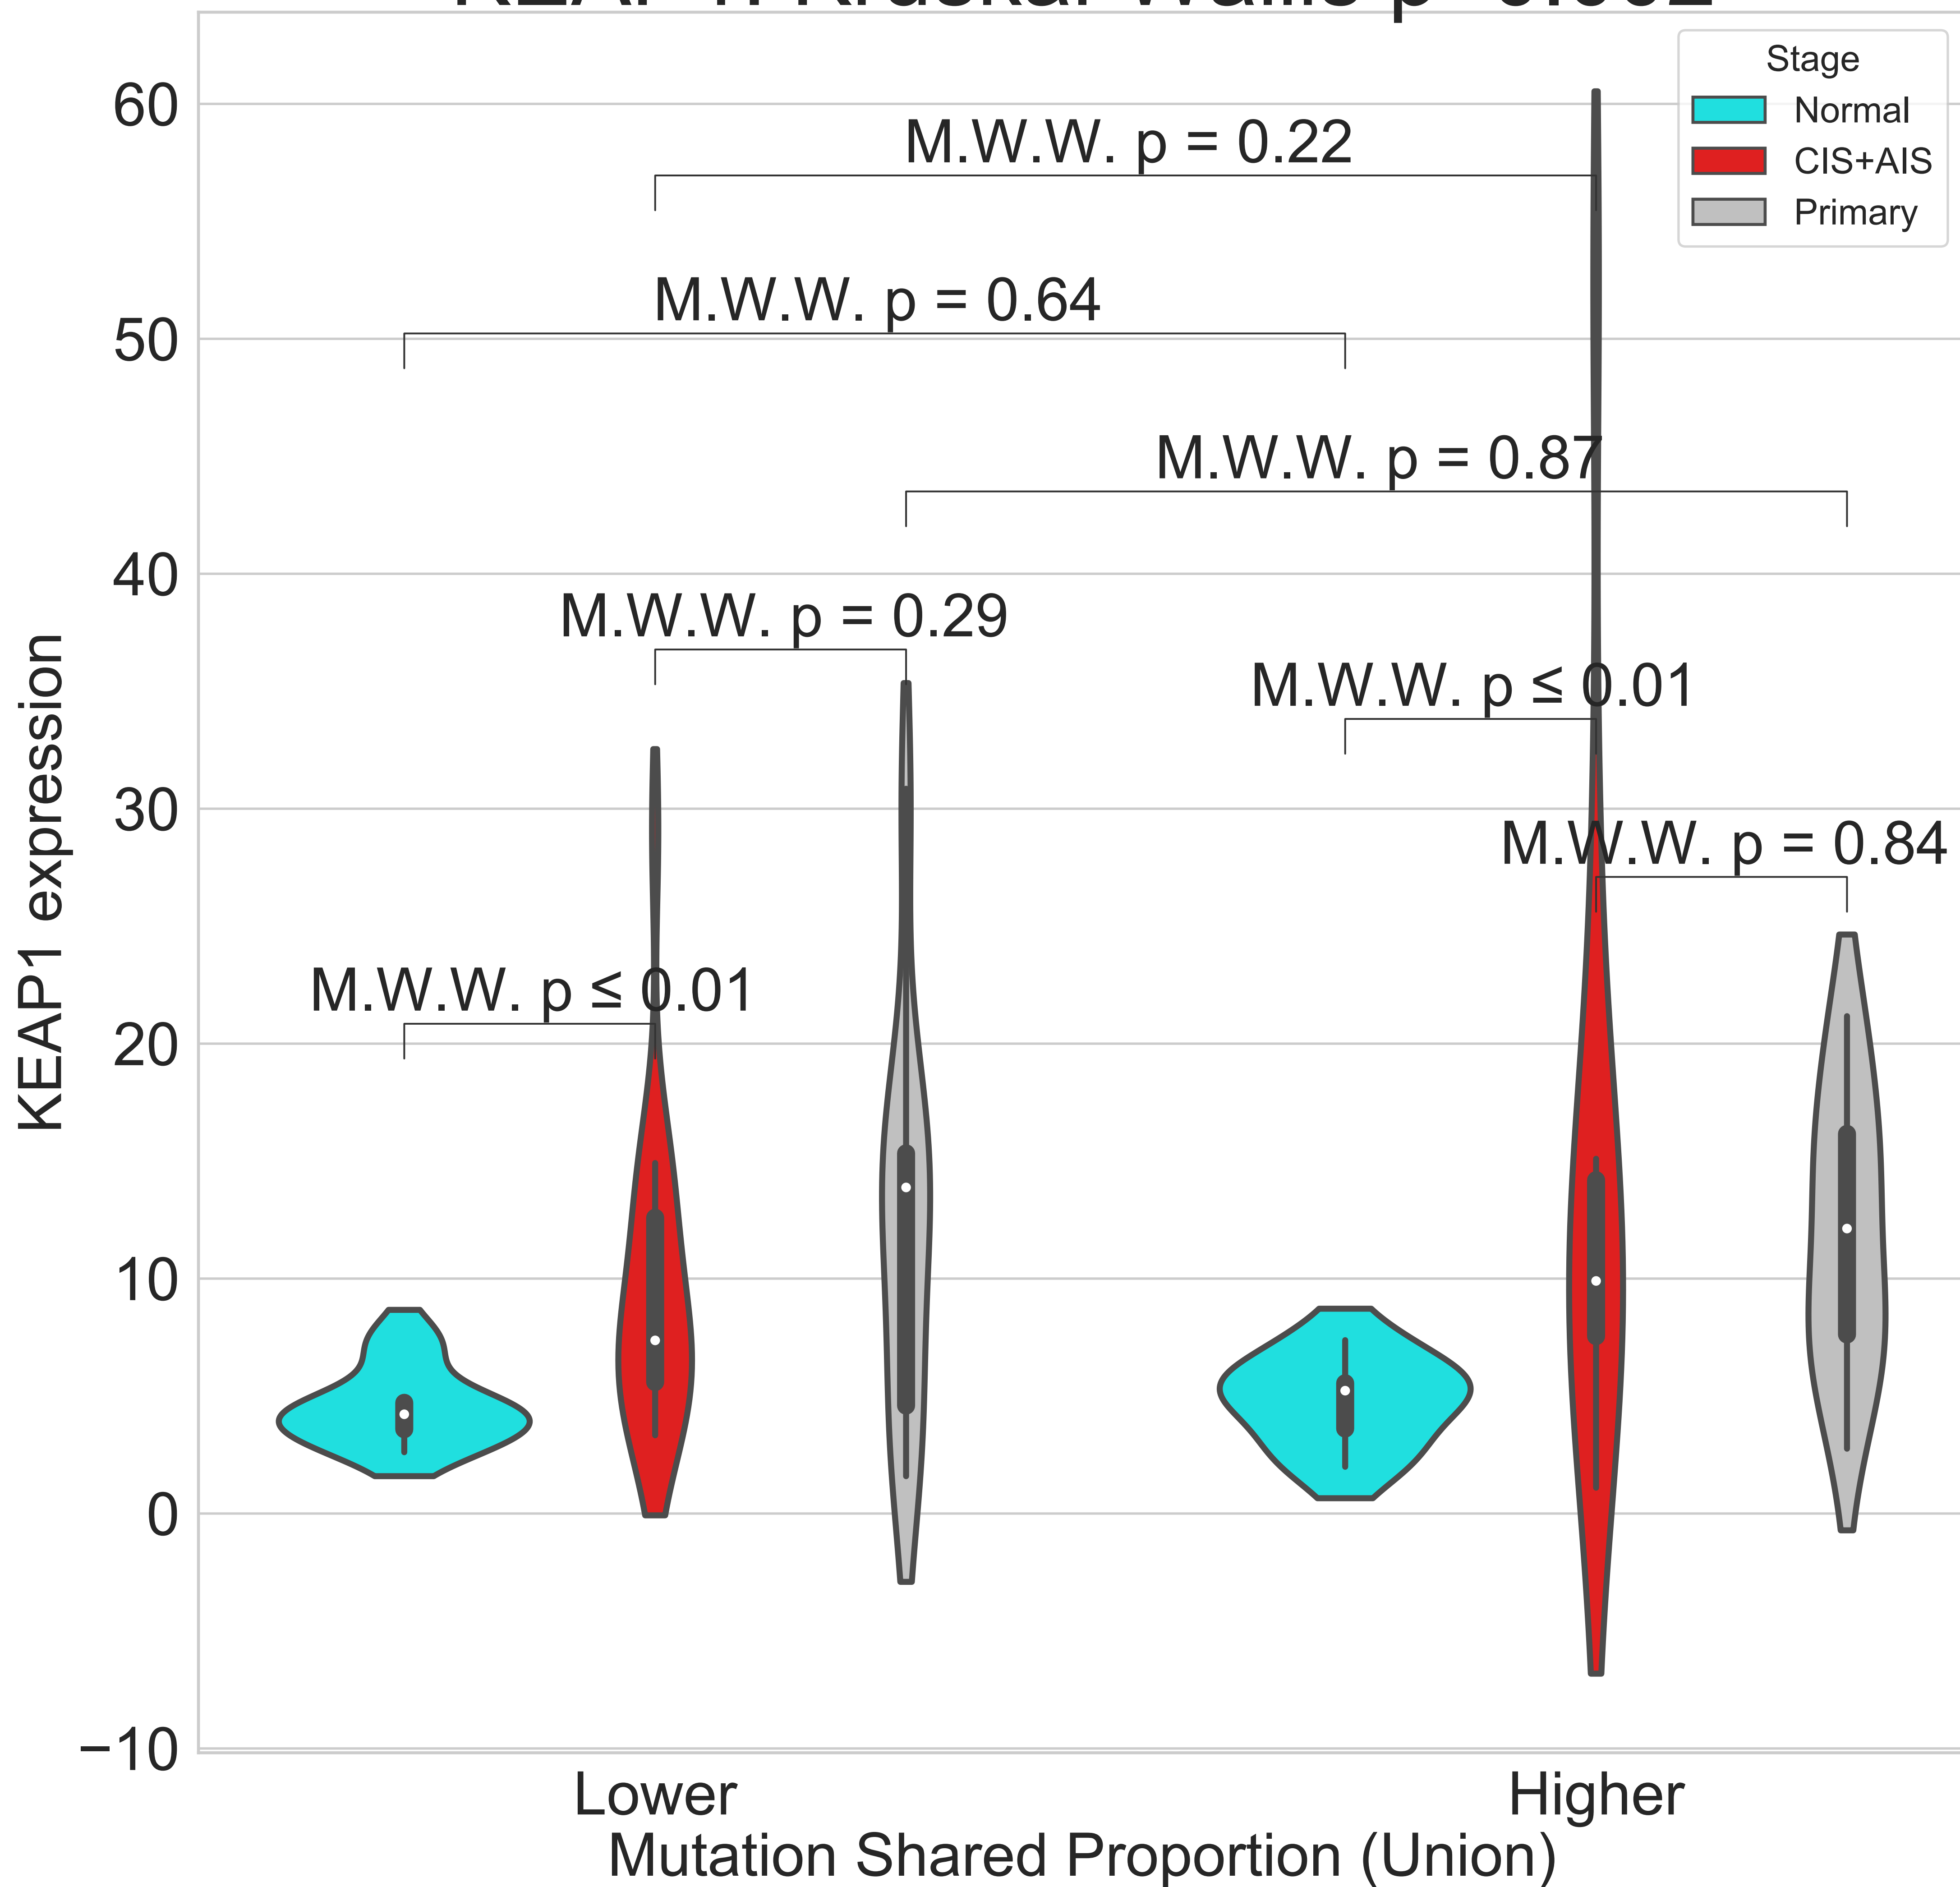 Stage
Normal
CIS+AIS
Primary
M.W.W. p = 0.22
M.W.W. p = 0.64
M.W.W. p = 0.87
M.W.W. p = 0.29
M.W.W. p ≤ 0.01
M.W.W. p = 0.84
M.W.W. p ≤ 0.01
60
50
40
30
20
10
0
−10
KEAP1 expression
Lower
Higher
Mutation Shared Proportion (Union)